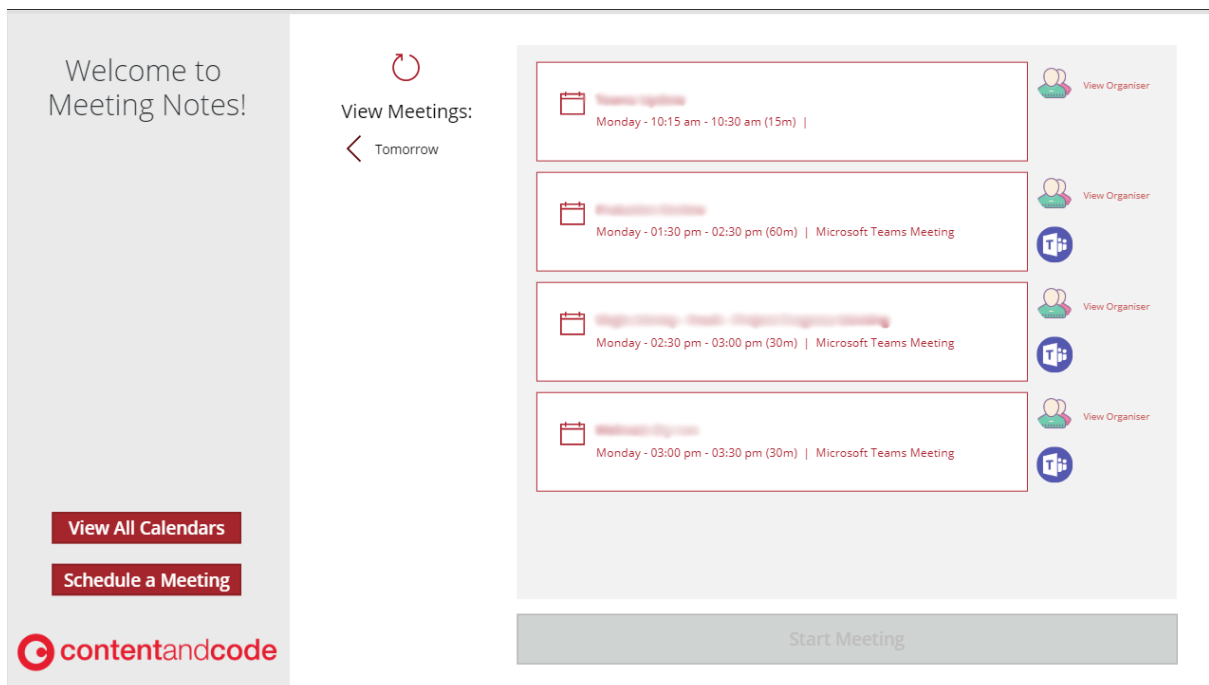 Welcome to
Meeting Notes!
View All Calendars
Schedule a Meeting
contentandcode
View Meetings:
Tomorrow
Monday - 10:15 am - 10:30 am (15m) |
View Organiser
Monday - 01:30 pm - 02:30 pm (60m) | Microsoft Teams Meeting
View Organiser
Monday - 02:30 pm - 03:00 pm (30m) | Microsoft Teams Meeting
View Organiser
Monday - 03:00 pm - 03:30 pm (30m) | Microsoft Teams Meeting
View Organiser
Start Meeting